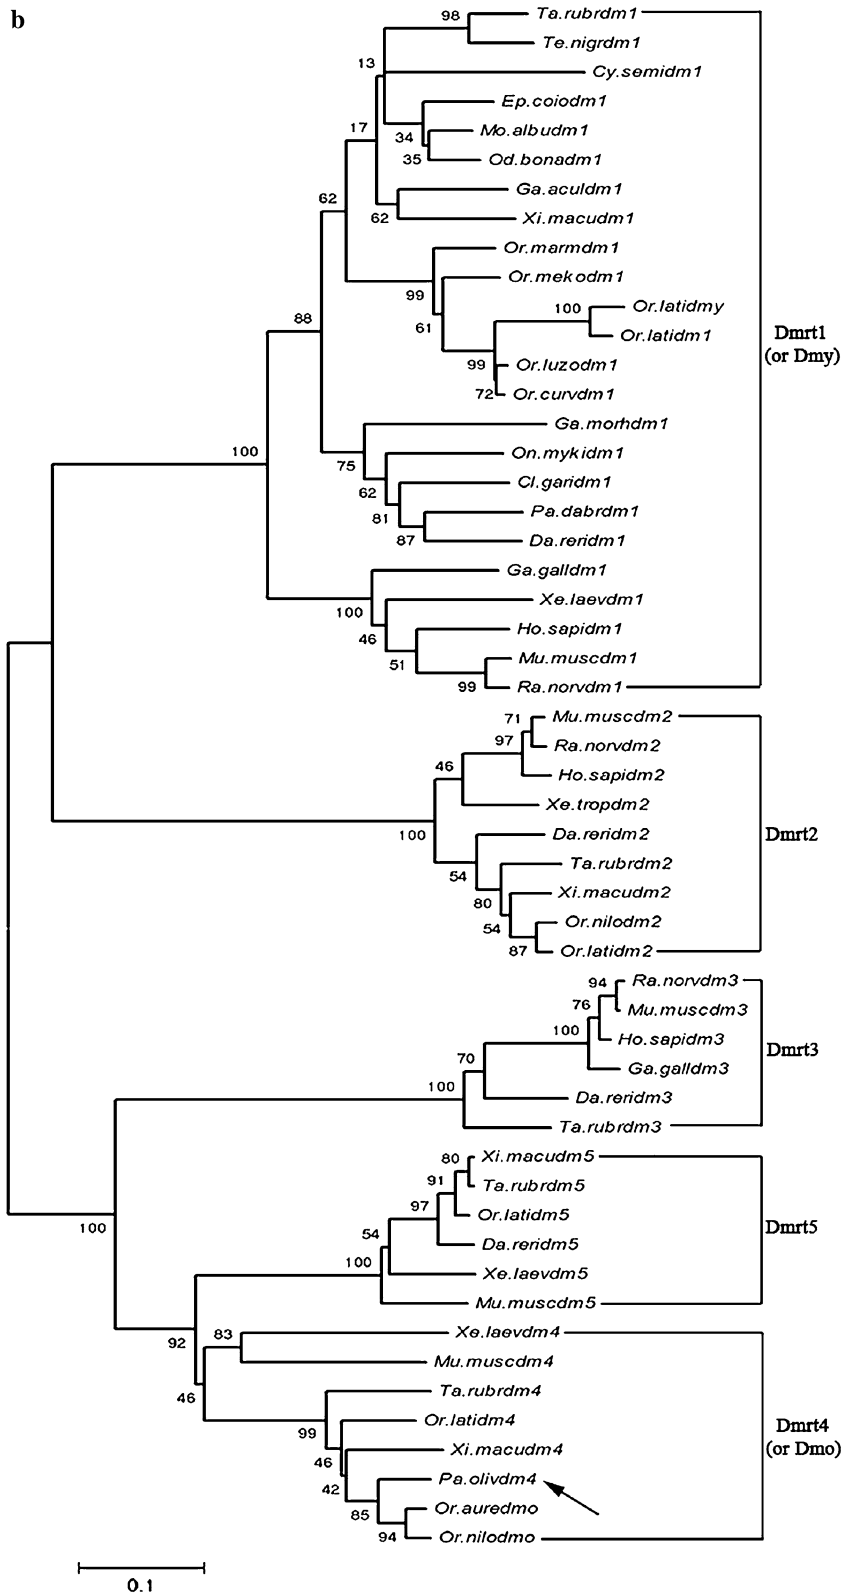 b
98
Ta.rubrdm1
Te.nigrdm1
13
Cy.semidm1
Ep.coiodm1
17
34
Mo.albudm1
35
Od.bonadm1
Ga.aculdm1
62
62
Xi.macudm1
Or.marmdm1
Or.mekodm1
99
100
Or.latidmy
88
61
Or.latidm1
Dmrt1
(or Dmy)
99
Or.luzodm1
72
Or.curvdm1
Ga.morhdm1
100
75
On.mykidm1
62
Cl.garidm1
81
Pa.dabrdm1
87
Da.reridm1
Ga.galldm1
100
Xe.laevdm1
46
Ho.sapidm1
51
Mu.muscdm1
99
Ra.norvdm1
71
Mu.muscdm2
97
Ra.norvdm2
46
Ho.sapidm2
Xe.tropdm2
100
Da.reridm2
Dmrt2
54
Ta.rubrdm2
80
Xi.macudm2
54
Or.nilodm2
87
Or.latidm2
94
Ra.norvdm3
76
Mu.muscdm3
100
Ho.sapidm3
Dmrt3
70
Ga.galldm3
100
Da.reridm3
Ta.rubrdm3
80
Xi.macudm5
91
Ta.rubrdm5
97
Or.latidm5
Dmrt5
100
54
Da.reridm5
100
Xe.laevdm5
Mu.muscdm5
92
83
Xe.laevdm4
Mu.muscdm4
46
Ta.rubrdm4
99
Or.latidm4
Dmrt4
(or Dmo)
46
Xi.macudm4
42
Pa.olivdm4
85
Or.auredmo
94
Or.nilodmo
0.1